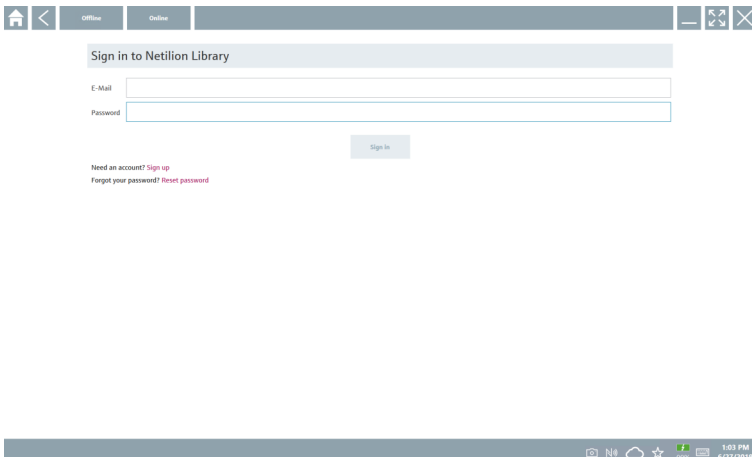 Offline Online
Sign in to Netilion Library
E-Mail
Password
Sign in
Need an account? Sign up
Forgot your password? Reset password
1:03 PM